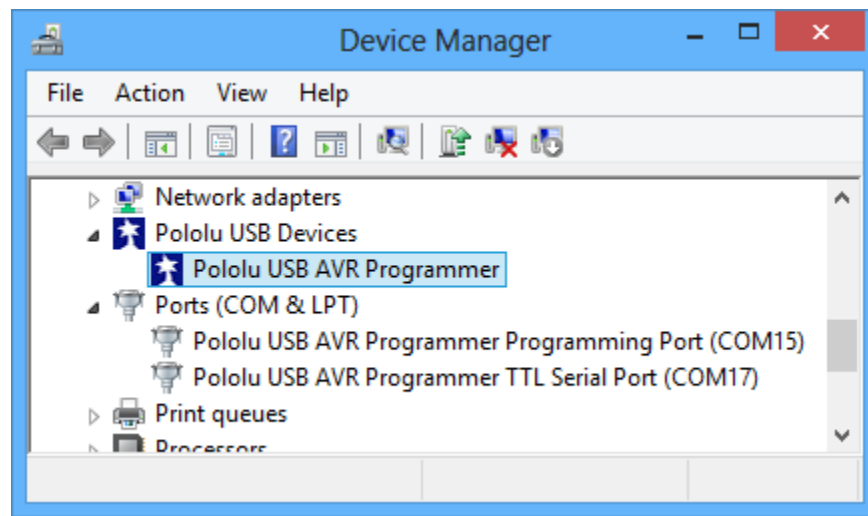 Device Manager
File Action View Help
Network adapters
Pololu USB Devices
Pololu USB AVR Programmer
Ports (COM & LPT)
Pololu USB AVR Programmer Programming Port (COM15)
Pololu USB AVR Programmer TTL Serial Port (COM17)
Print queues
Processors